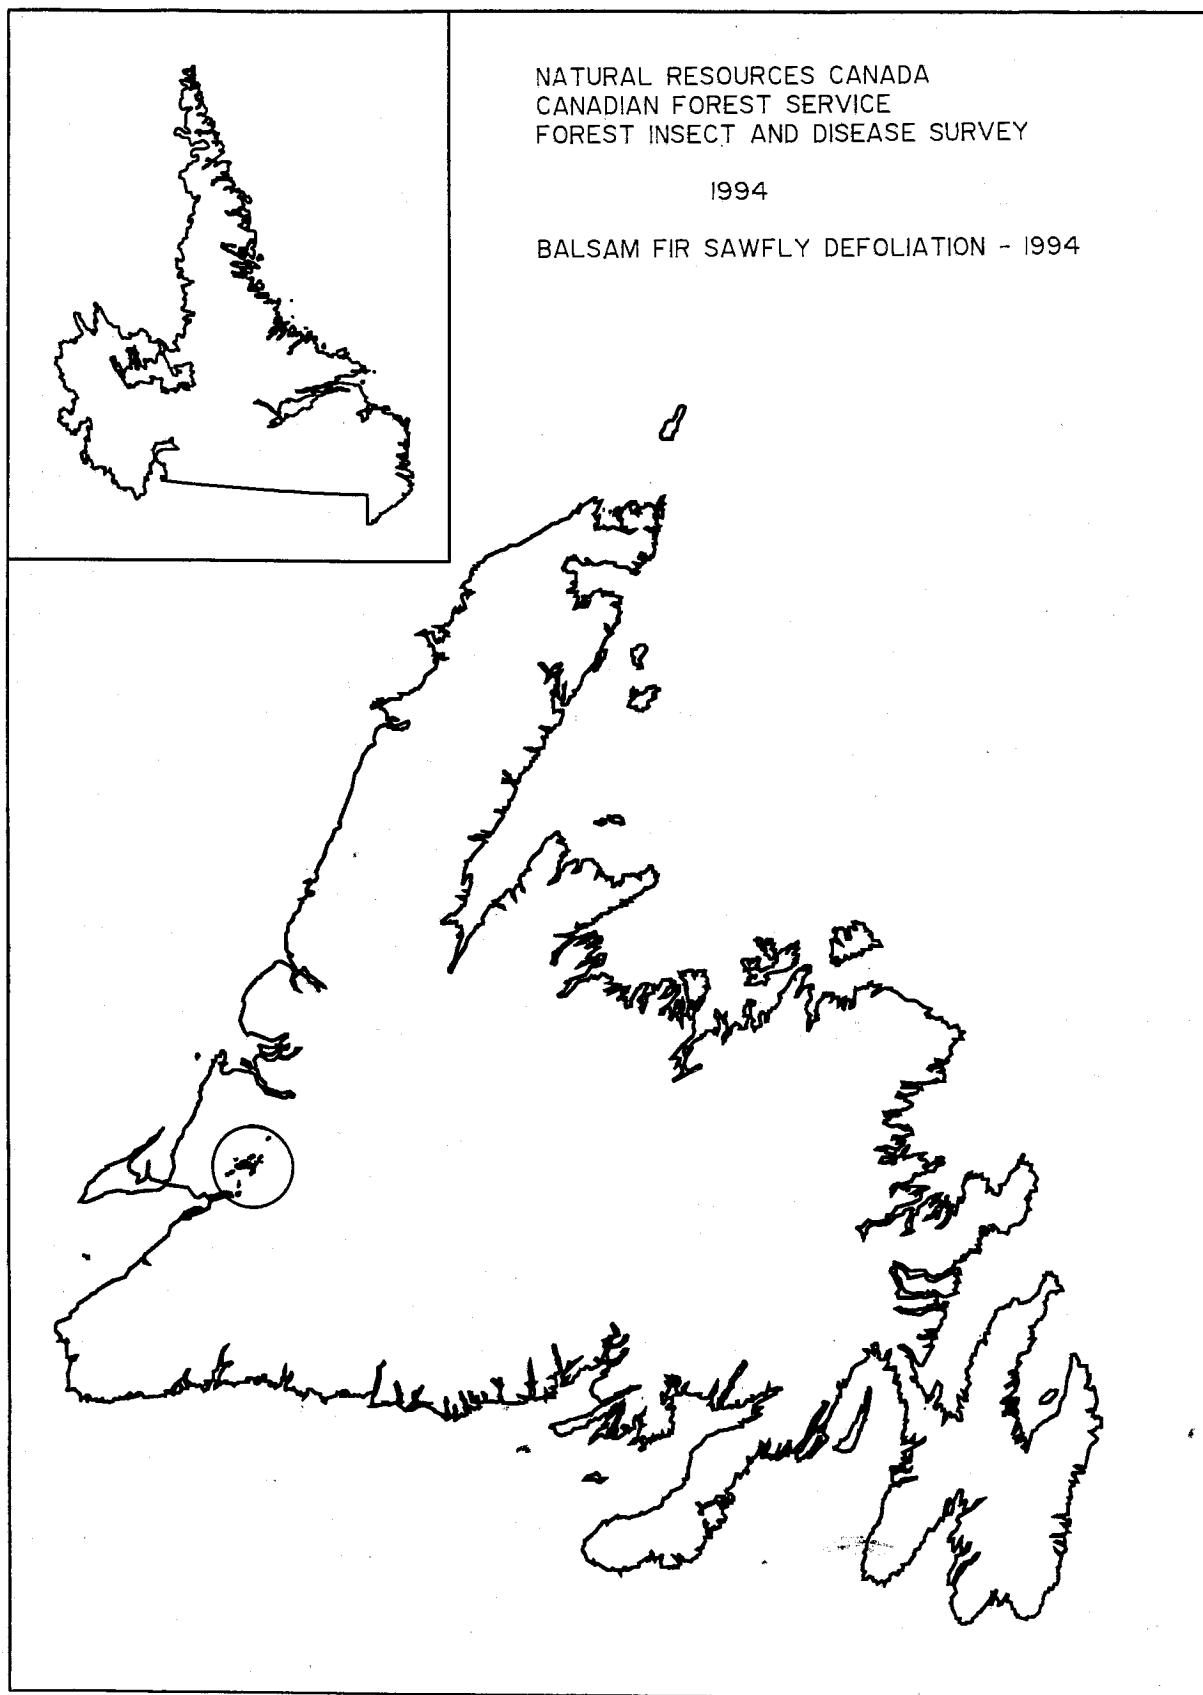 NATURAL RESOURCES CANADA
CANADIAN FOREST SERVICE
FOREST INSECT AND DISEASE SURVEY
1994
BALSAM FIR SAWFLY DEFOLIATION - 1994